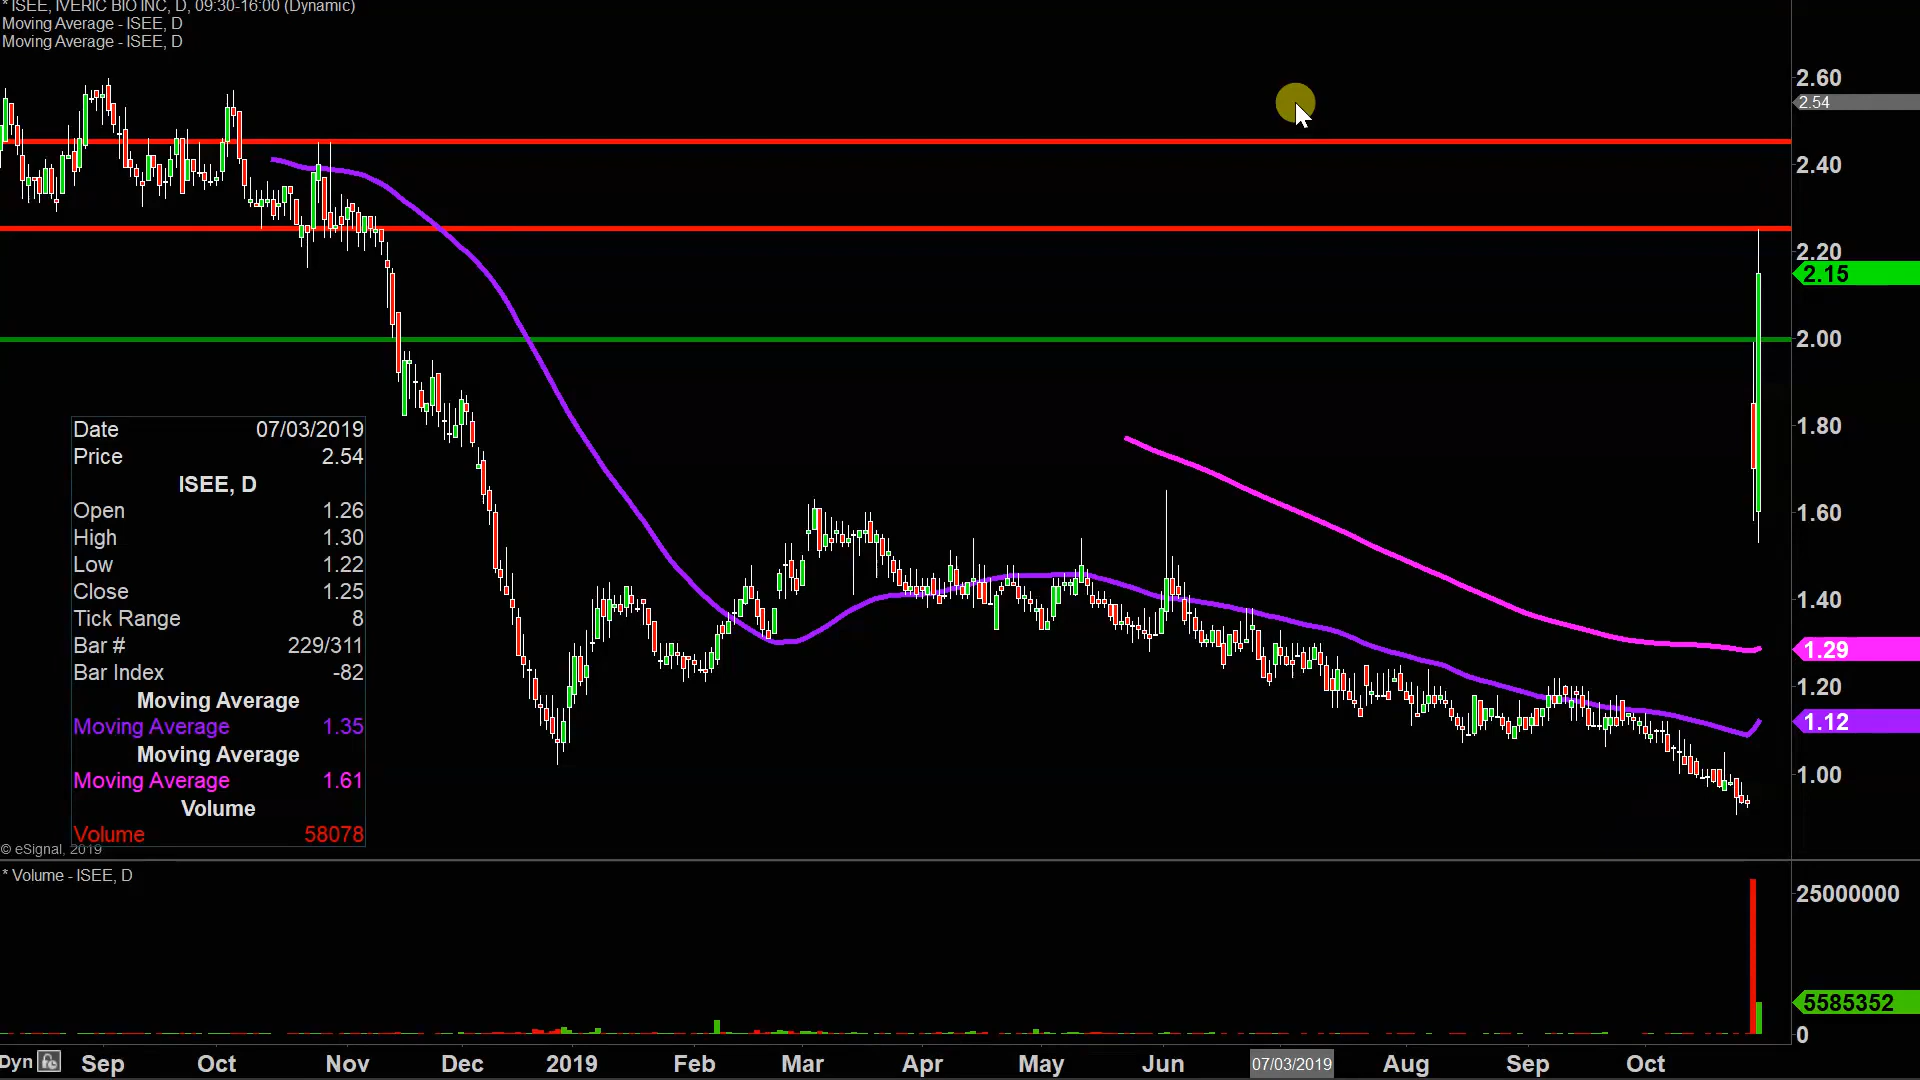 * ISEE, IVERIC BIO INC, D, 09:30-16:00 (Dynamic)
Moving Average - ISEE, D
Moving Average - ISEE, D
2.60
2.54
2.40
2.20
2.15
2.00
1.80
1.60
1.40
1.29
1.20
1.12
1.00
Date 07/03/2019
Price 2.54
ISEE, D
Open 1.26
High 1.30
Low 1.22
Close 1.25
Tick Range 8
Bar # 229/311
Bar Index -82
Moving Average
Moving Average 1.35
Moving Average
Moving Average 1.61
Volume
Volume 58078
© eSignal, 2019
* Volume - ISEE, D
25000000
5585352
0
Dyn Sep Oct Nov Dec 2019 Feb Mar Apr May Jun 07/03/2019 Aug Sep Oct